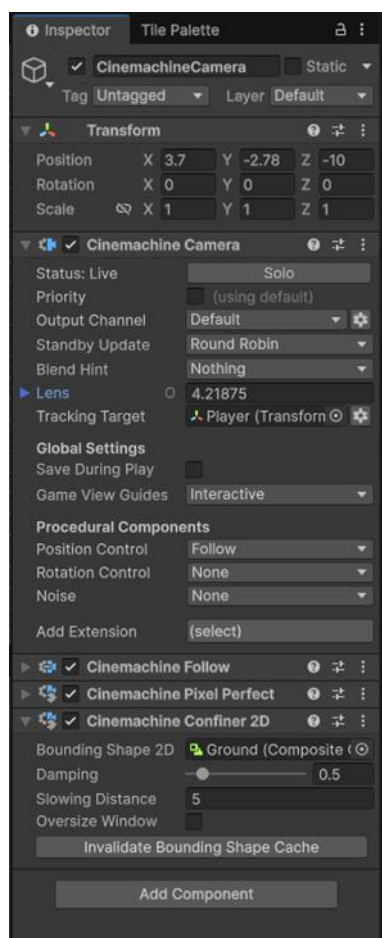 Inspector Tile Palette
CinemachineCamera Static
Tag Untagged Layer Default
Transform
Position X 3.7 Y -2.78 Z -10
Rotation X 0 Y 0 Z 0
Scale X 1 Y 1 Z 1
Cinemachine Camera
Status: Live Solo
Priority (using default)
Output Channel Default
Standby Update Round Robin
Blend Hint Nothing
Lens O 4.21875
Tracking Target Player (Transforn
Global Settings
Save During Play
Game View Guides Interactive
Procedural Components
Position Control Follow
Rotation Control None
Noise None
Add Extension (select)
Cinemachine Follow
Cinemachine Pixel Perfect
Cinemachine Confiner 2D
Bounding Shape 2D Ground (Composite (
Damping 0.5
Slowing Distance 5
Oversize Window
Invalidate Bounding Shape Cache
Add Component